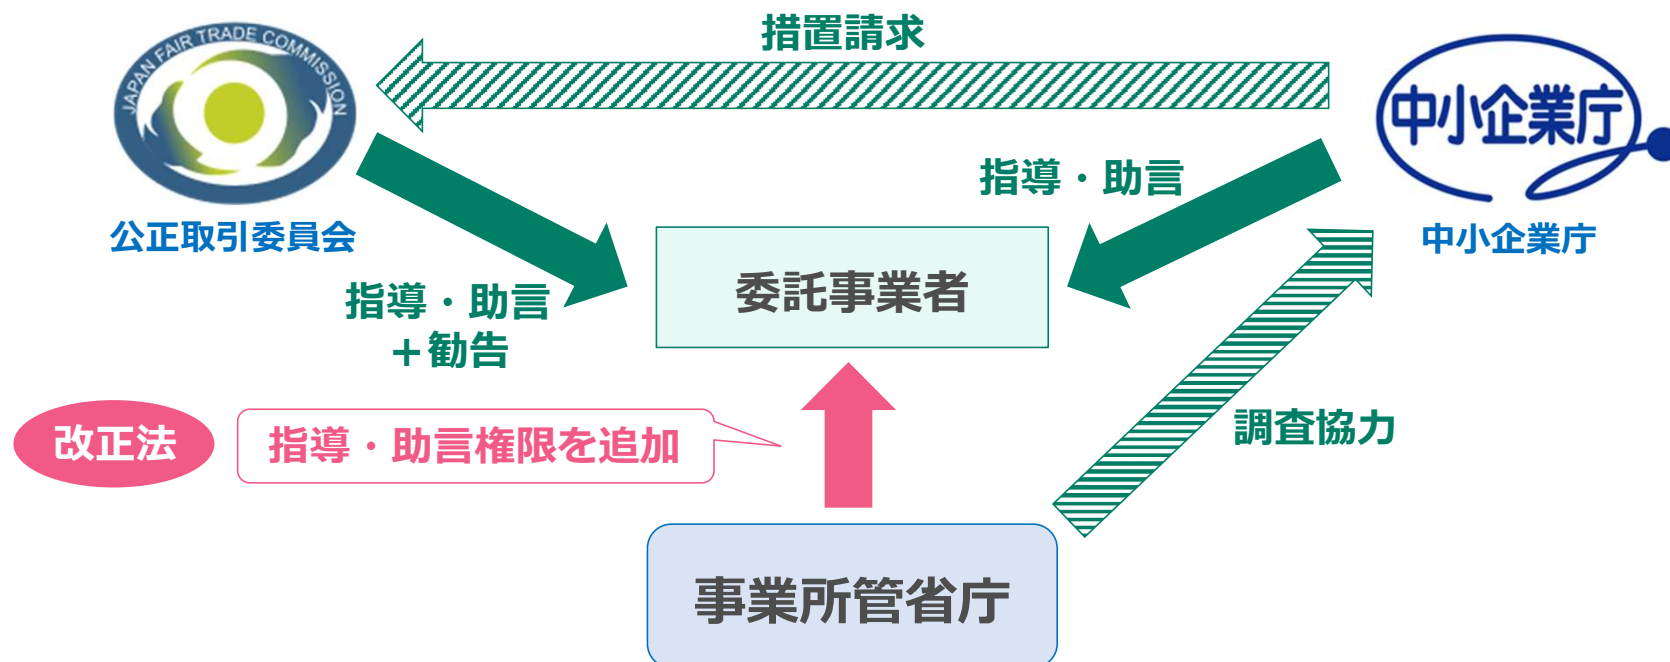 措置請求
JAPAN FAIR TRADE COMMISSION
中小企業庁
指導・助言
公正取引委員会
中小企業庁
委託事業者
指導・助言
＋勧告
改正法
指導・助言権限を追加
調査協力
事業所管省庁